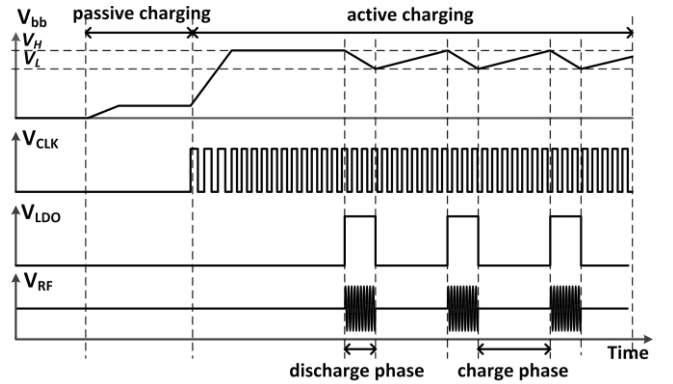 passive charging
active charging
Vbb
VH
VL
VCLK
VLDO
VRF
Time
discharge phase
charge phase